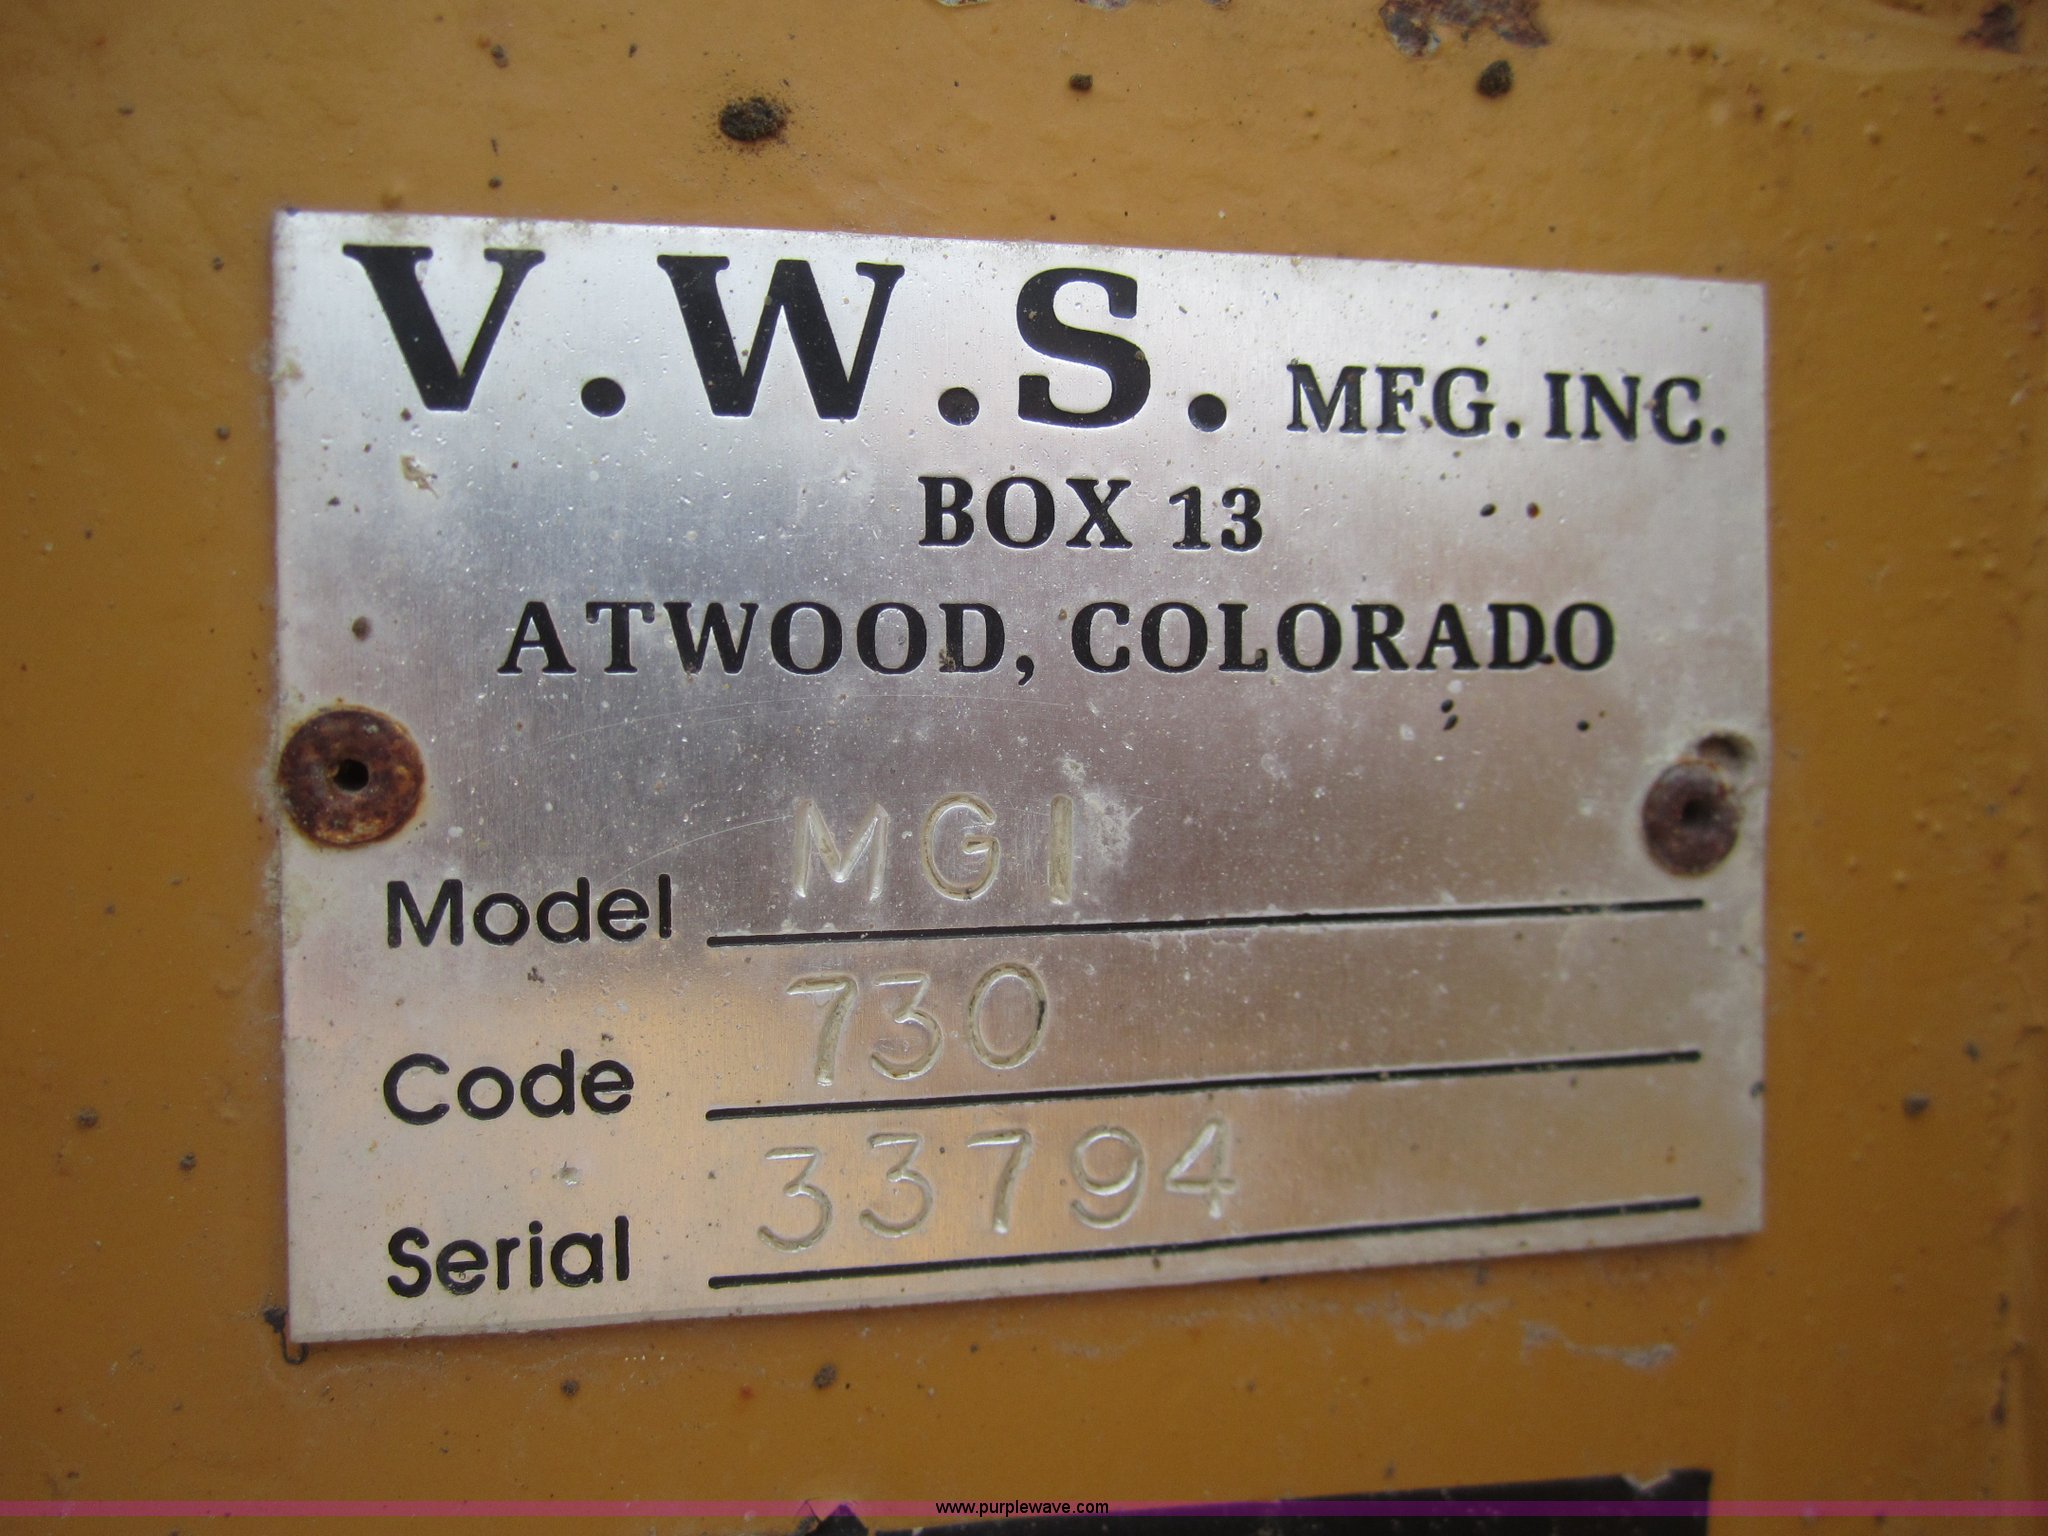 V.W.S. MFG. INC.
BOX 13
ATWOOD, COLORADO
Model MG1
Code 730
Serial 33794
www.purplewave.com